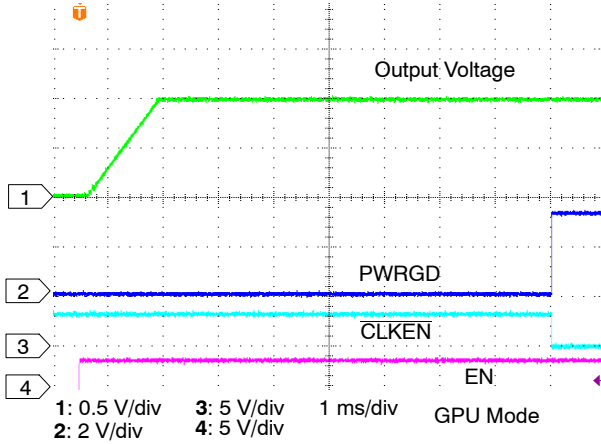 T
Output Voltage
1
PWRGD
2
CLKEN
3
EN
4
1: 0.5 V/div 3: 5 V/div 1 ms/div GPU Mode
2: 2 V/div 4: 5 V/div